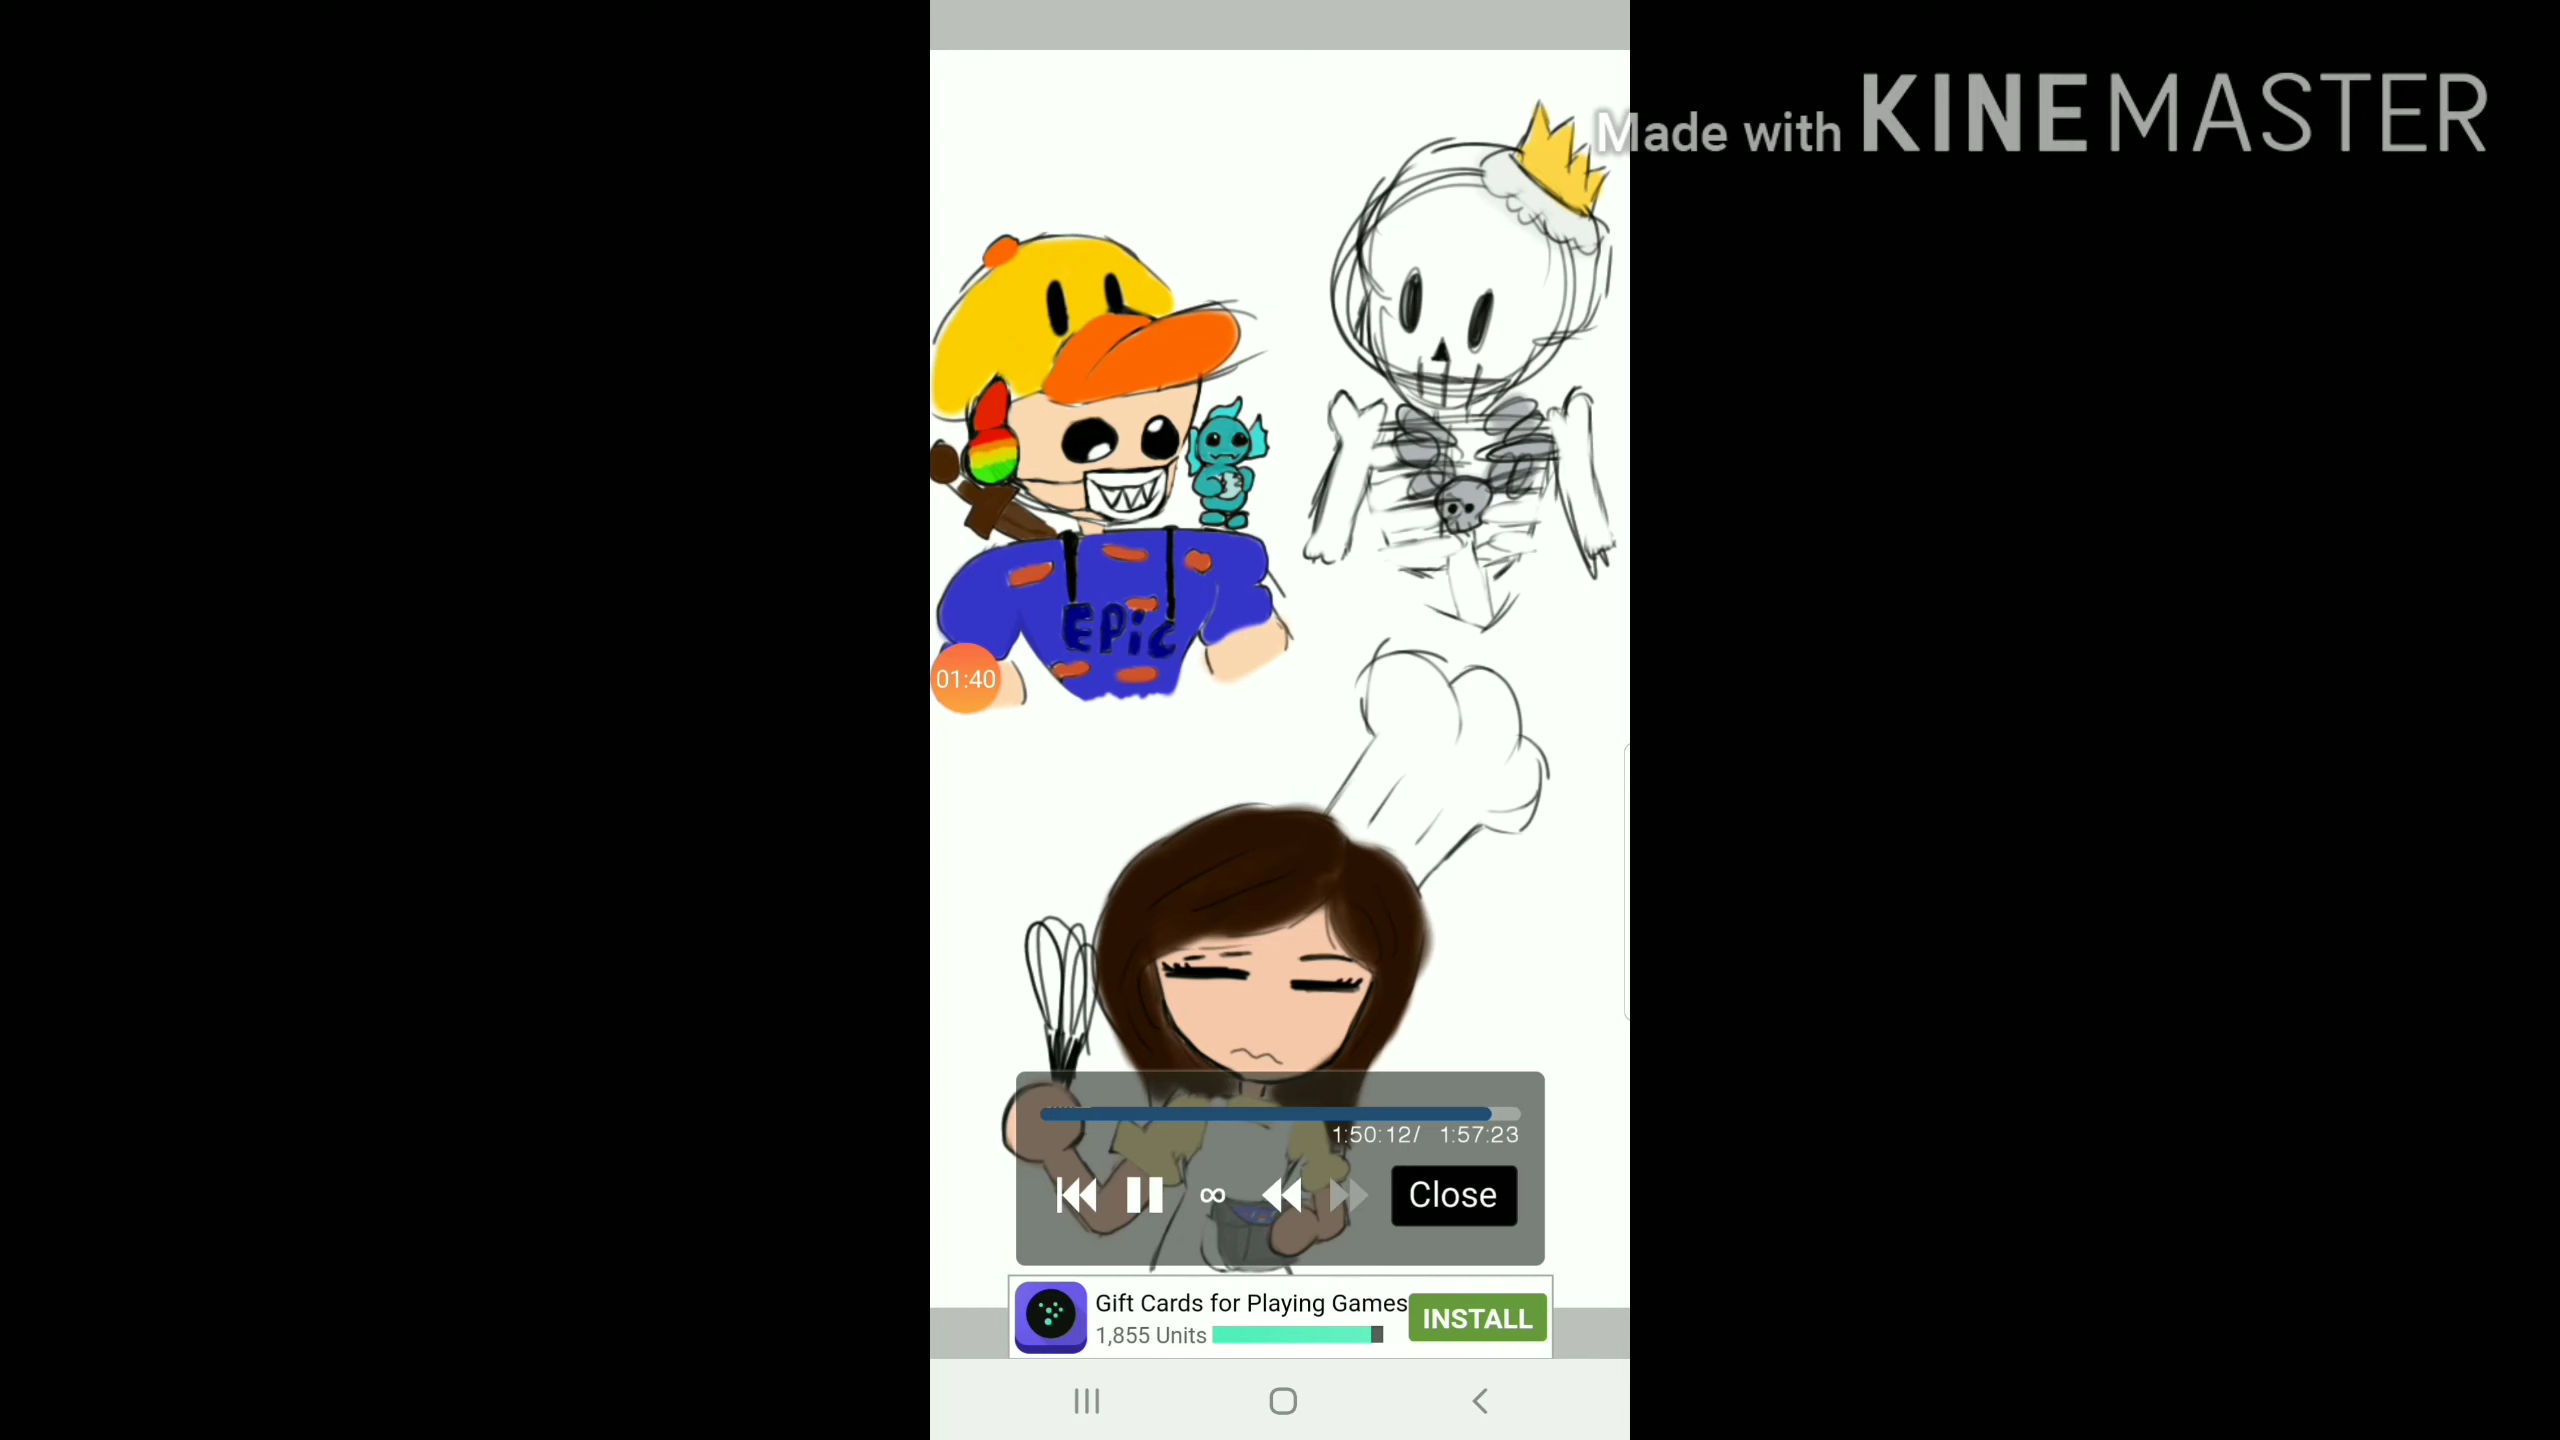 Made with KINEMASTER
EPiC
01:40
1:50:12/ 1:57:23
Close
Gift Cards for Playing Games
1,855 Units
INSTALL